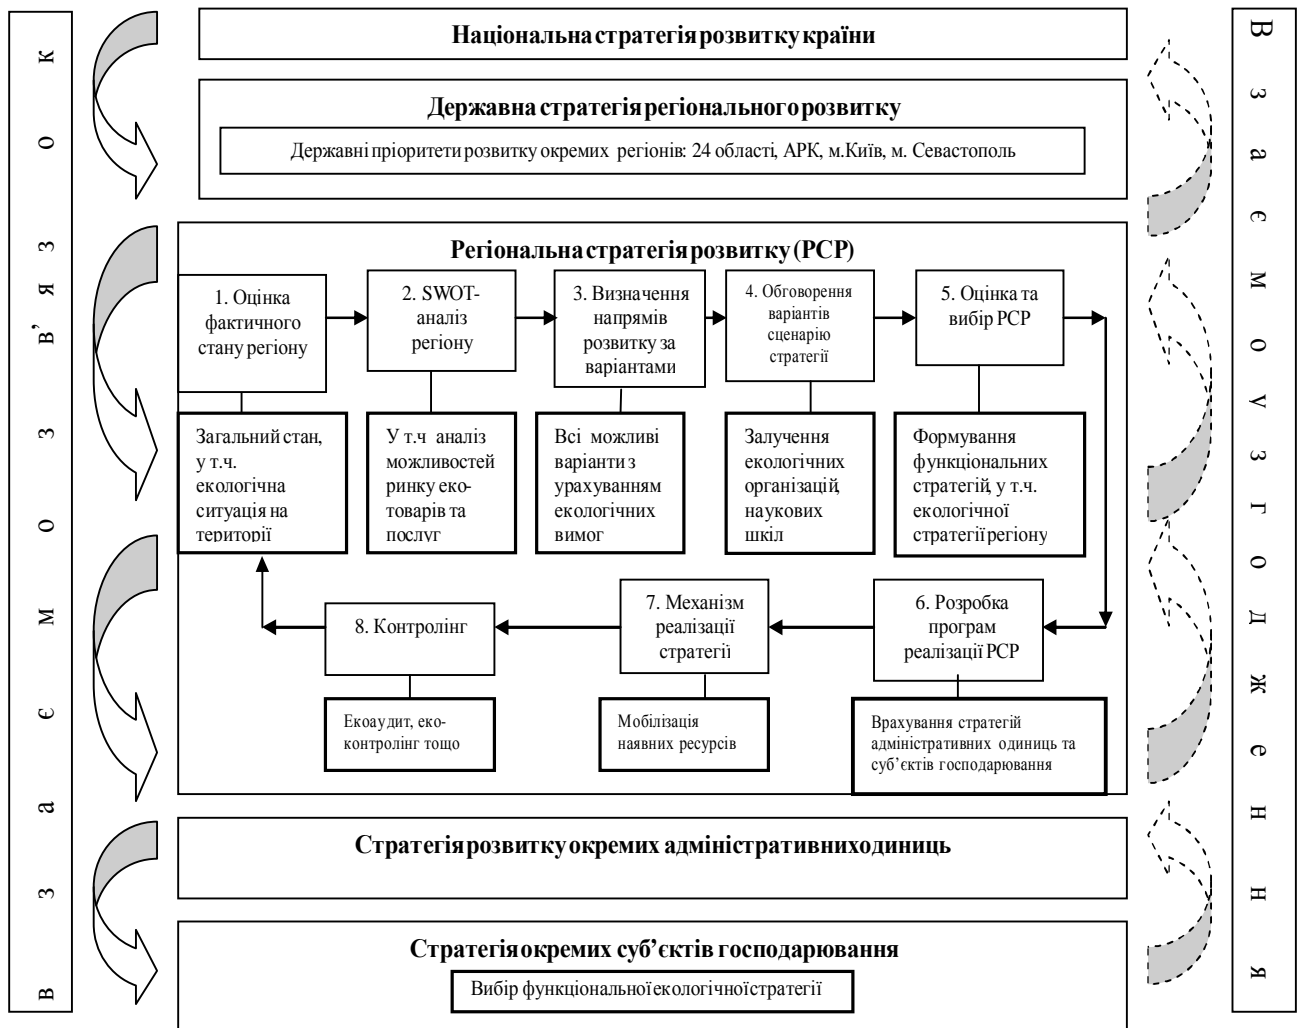 Національна стратегія розвитку країни
Державна стратегія регіонального розвитку
Державні пріоритети розвитку окремих регіонів: 24 області, АРК, м.Київ, м. Севастополь
Регіональна стратегія розвитку (РСР)
1. Оцінка
фактичного
стану регіону
2. SWOT-
аналіз
регіону
3. Визначення
напрямів
розвитку за
варіантами
4. Обговорення
варіантів
сценарію
стратегії
5. Оцінка та
вибір РСР
Загальний стан,
у т.ч.
екологічна
ситуація на
території
У т.ч аналіз
можливостей
ринку еко-
товарів та
послуг
Всі можливі
варіанти з
урахуванням
екологічних
вимог
Залучення
екологічних
організацій,
наукових
шкіл
Формування
функціональних
стратегій, у т.ч.
екологічної
стратегії регіону
8. Контролінг
7. Механізм
реалізації
стратегії
6. Розробка
програм
реалізації РСР
Екоаудит, еко-
контролінг тощо
Мобілізація
наявних ресурсів
Врахування стратегій
адміністративних одиниць та
суб’єктів господарювання
Стратегія розвитку окремих адміністративних одиниць
Стратегія окремих суб’єктів господарювання
Вибір функціональної екологічної стратегії
взаємозв’язок
Взаємоузгодження